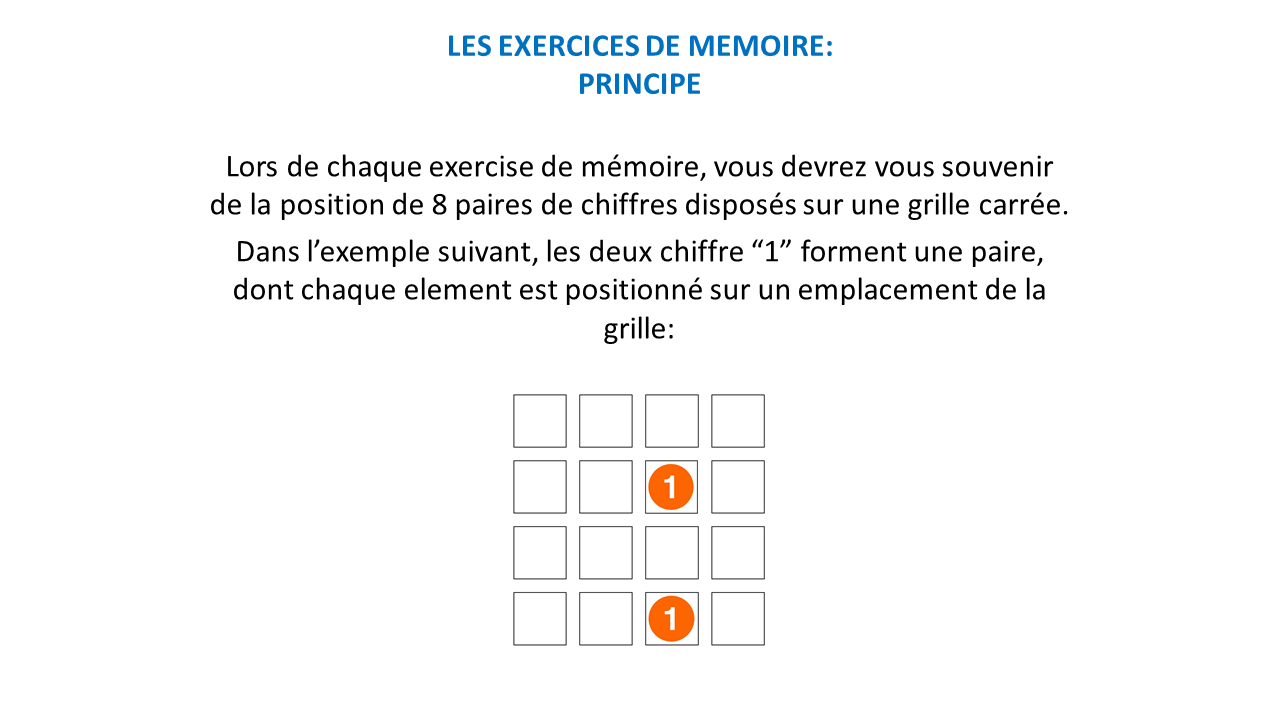 LES EXERCICES DE MEMOIRE:
PRINCIPE
Lors de chaque exercise de mémoire, vous devrez vous souvenir
de la position de 8 paires de chiffres disposés sur une grille carrée.
Dans l’exemple suivant, les deux chiffre “1” forment une paire,
dont chaque element est positionné sur un emplacement de la
grille:
1
1